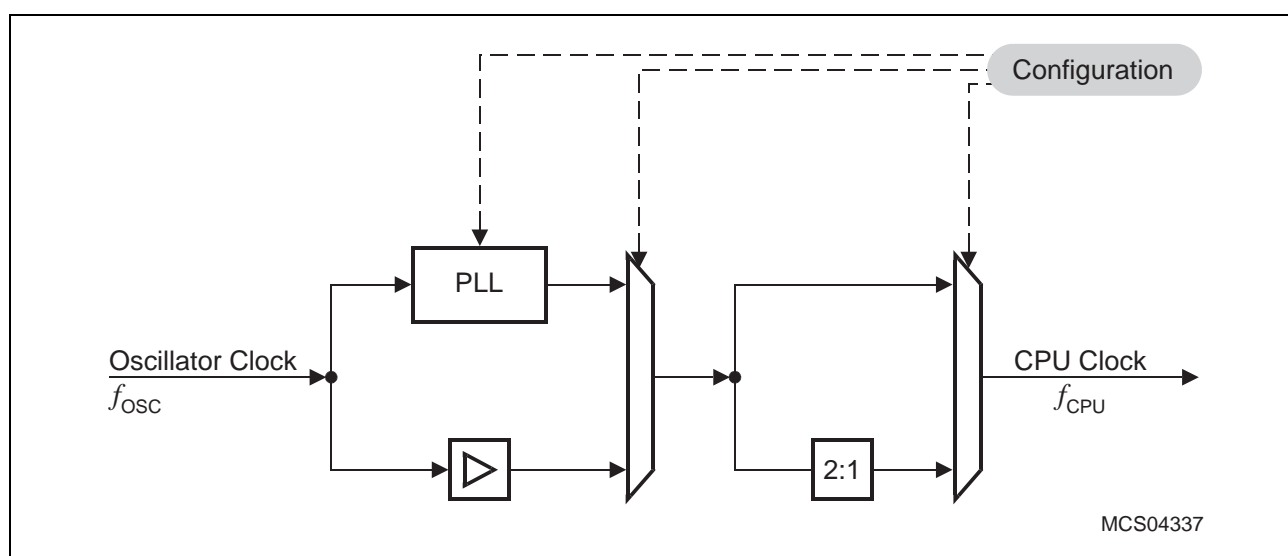 Configuration
PLL
Oscillator Clock
fOSC
CPU Clock
fCPU
2:1
MCS04337